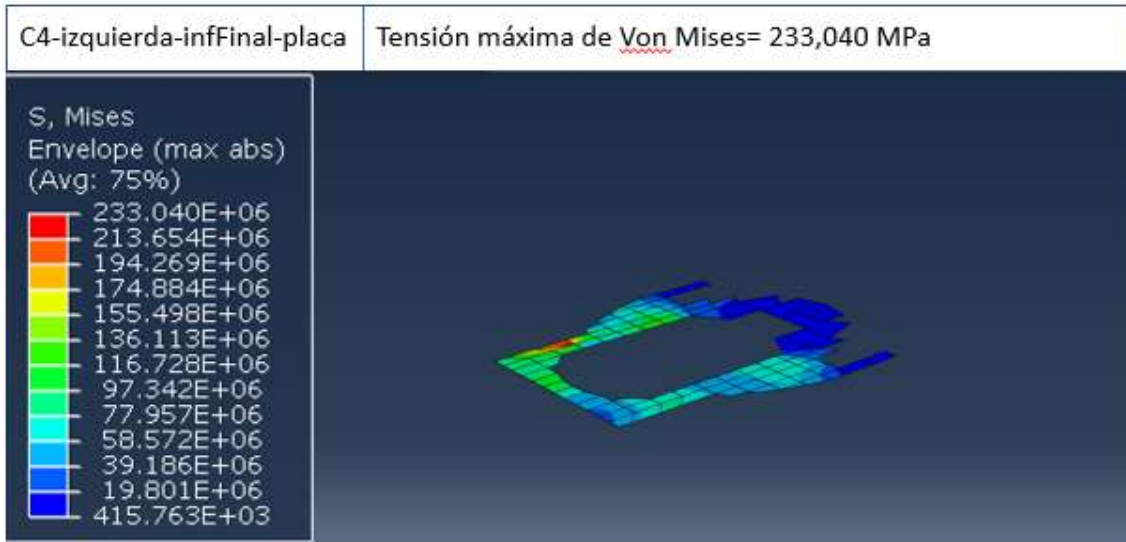 C4-izquierda-infFinal-placa
Tensión máxima de Von Mises= 233,040 MPa
S, Mises
Envelope (max abs)
(Avg: 75%)
233.040E+06
213.654E+06
194.269E+06
174.884E+06
155.498E+06
136.113E+06
116.728E+06
97.342E+06
77.957E+06
58.572E+06
39.186E+06
19.801E+06
415.763E+03